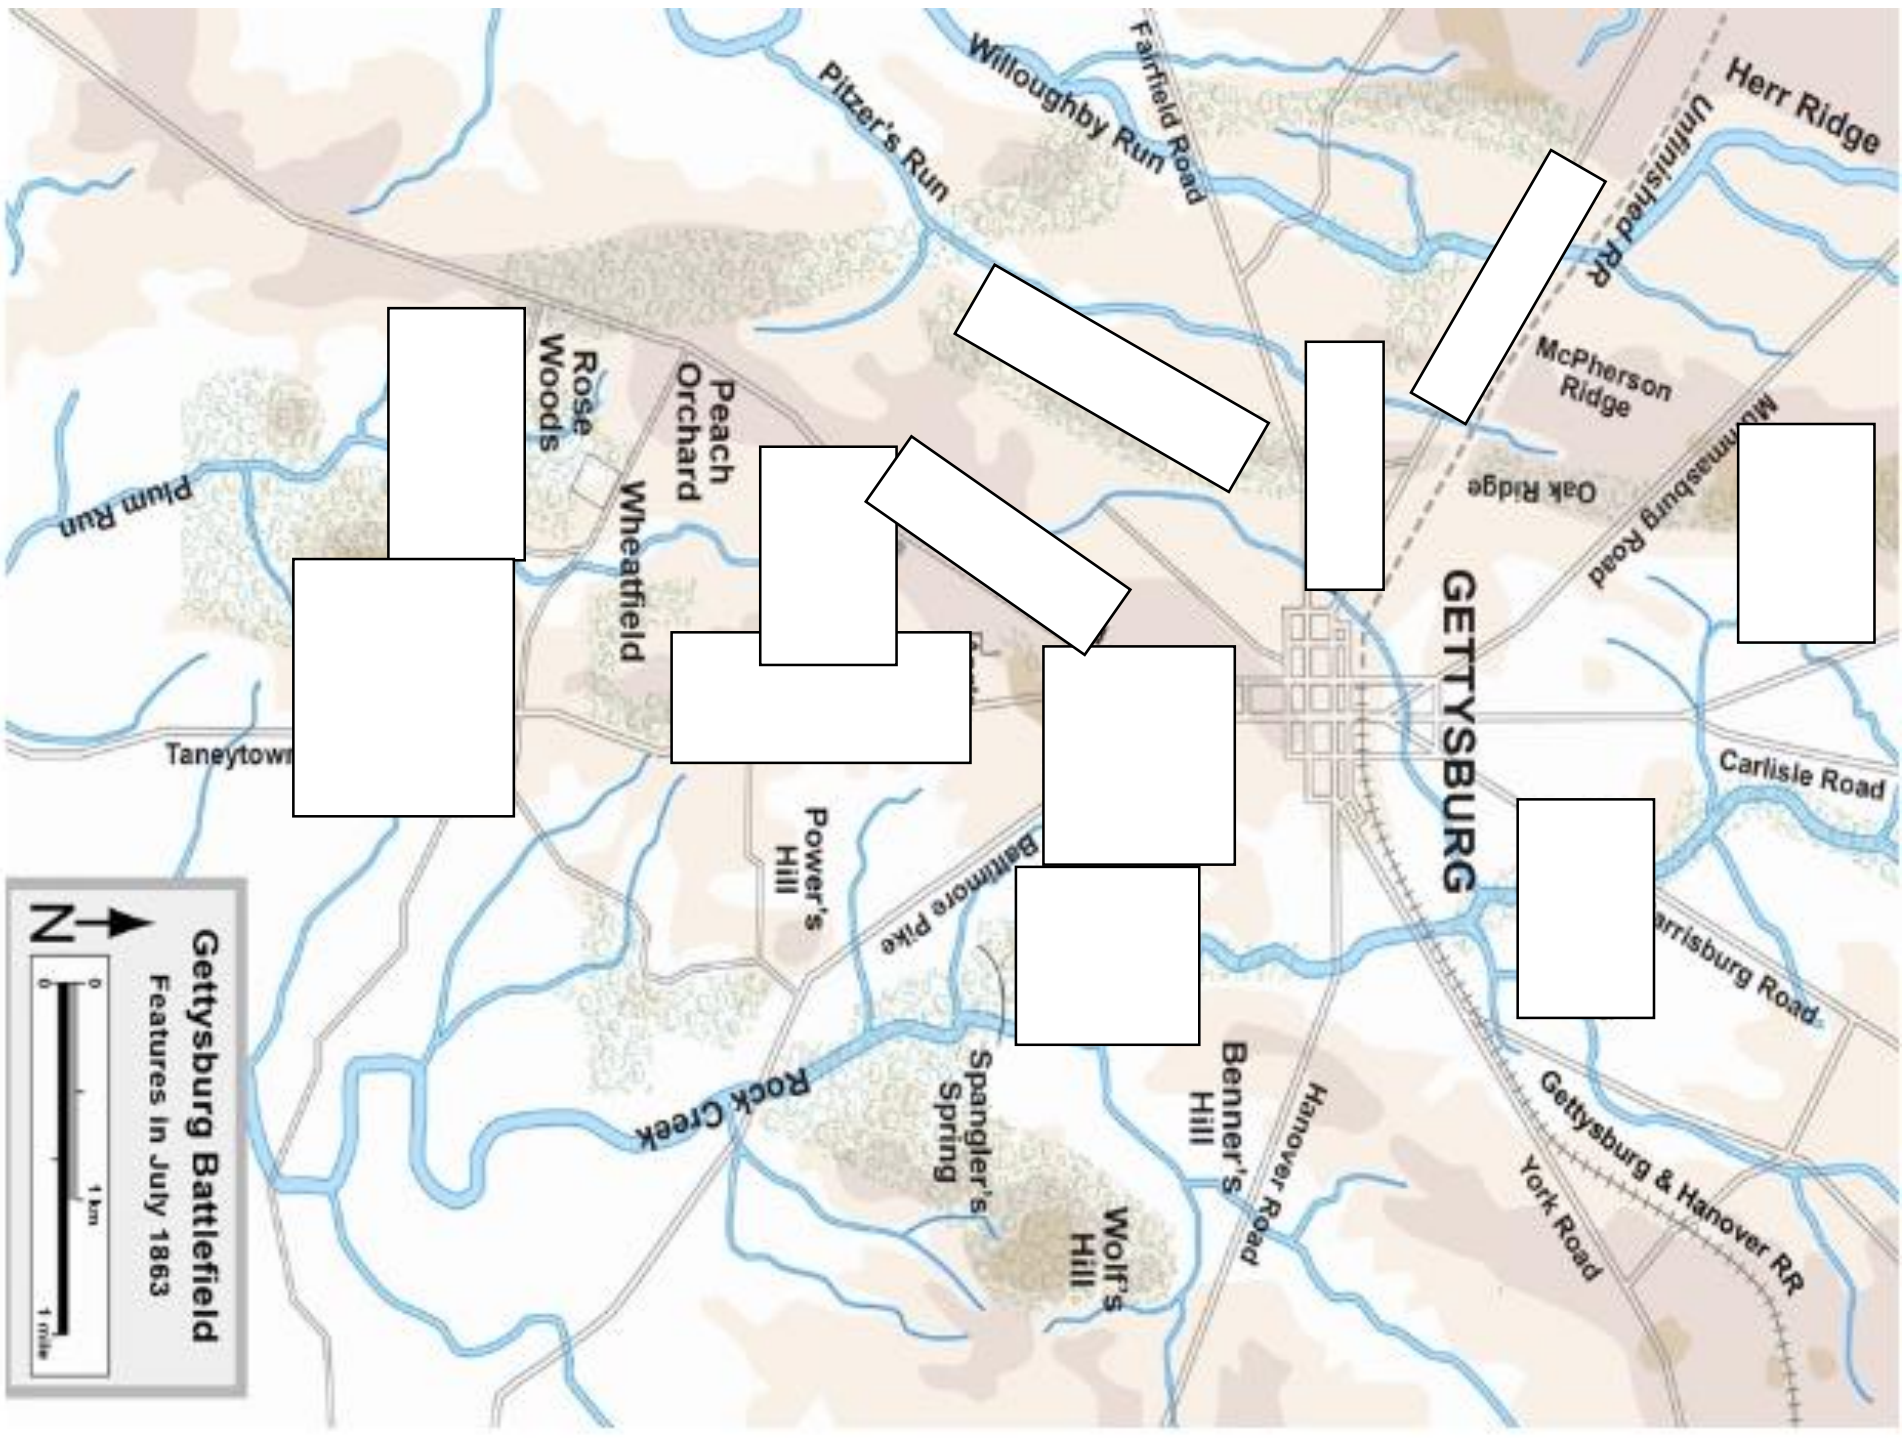 Herr Ridge
Willoughby Run
Fairfield Road
Pitzer's Run
Unfinished RR
McPherson
Ridge
Mummasburg Road
Oak Ridge
Rose
Woods
Peach
Orchard
Wheatfield
Plum Run
GETTYSBURG
Carlisle Road
Taneytown
Power's
Hill
Baltimore Pike
arrisburg Road
Spangler's
Spring
Benner's
Hill
Hanover Road
Rock Creek
Wolf's
Hill
Gettysburg & Hanover RR
York Road
Gettysburg Battlefield
Features in July 1863
N
0
1 km
0
1 mile